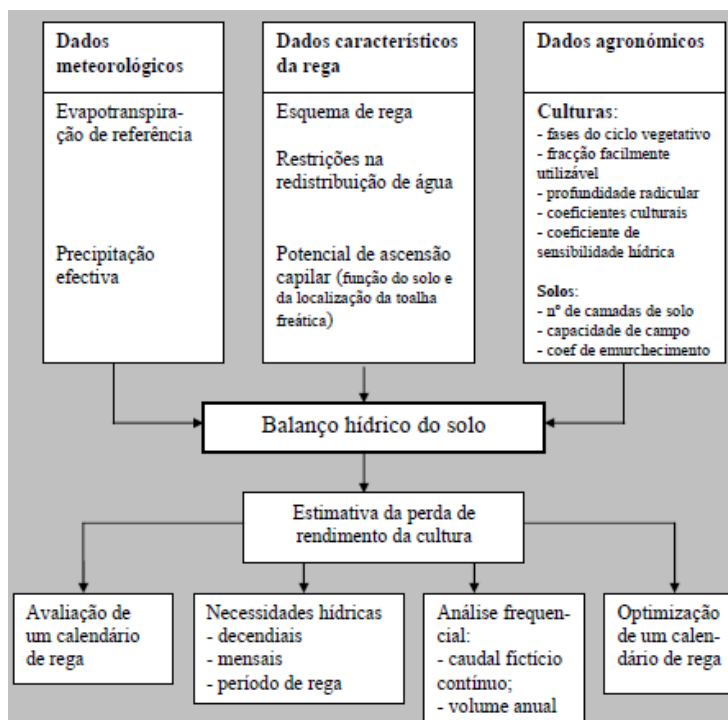 Dados
meteorológicos
Evapotranspira-
ção de referência
Precipitação
efectiva
Dados característicos
da rega
Esquema de rega
Restrições na
redistribuição de água
Potencial de ascensão
capilar (função do solo e
da localização da toalha
freática)
Dados agronómicos
Culturas:
- fases do ciclo vegetativo
- fracção facilmente
utilizável
- profundidade radicular
- coeficientes culturais
- coeficiente de
sensibilidade hídrica
Solos:
- nº de camadas de solo
- capacidade de campo
- coef de emurchecimento
Balanço hídrico do solo
Estimativa da perda de
rendimento da cultura
Avaliação de
um calendário
de rega
Necessidades hídricas
- decendiais
- mensais
- período de rega
Análise frequen-
cial:
- caudal fictício
contínuo;
- volume anual
Optimização
de um calen-
dário de rega